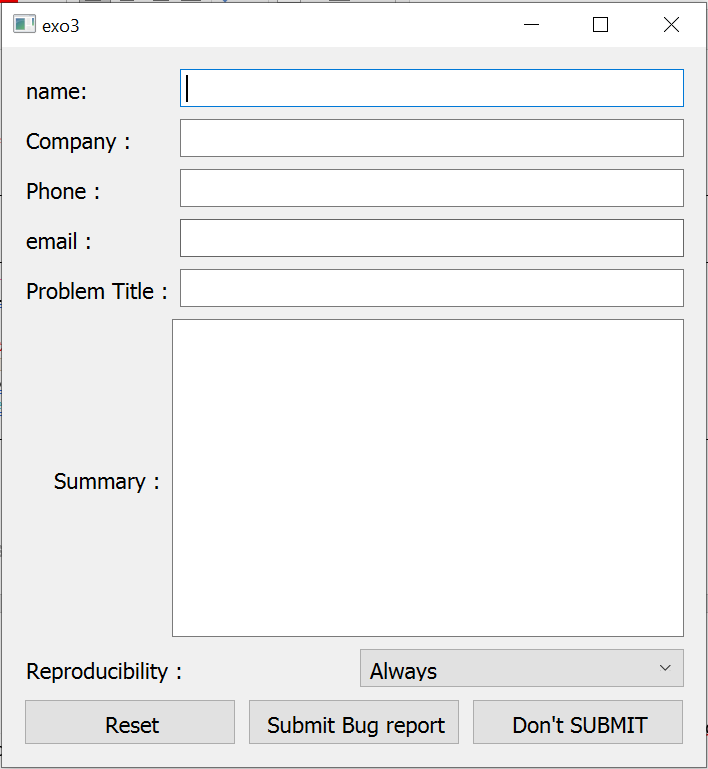 exo3
name:
Company :
Phone :
email :
Problem Title :
Summary :
Reproducibility : Always
Reset Submit Bug report Don't SUBMIT